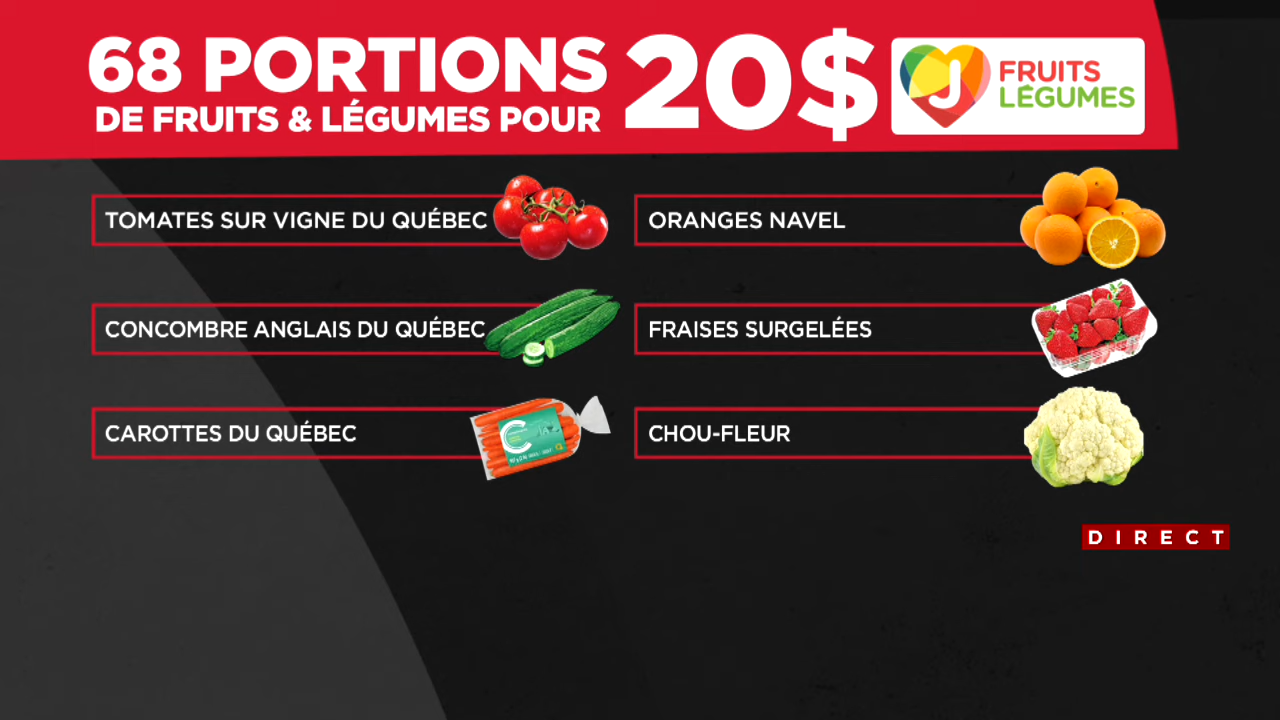 68 PORTIONS
DE FRUITS & LÉGUMES POUR
20$
J
FRUITS
LÉGUMES
TOMATES SUR VIGNE DU QUÉBEC
ORANGES NAVEL
CONCOMBRE ANGLAIS DU QUÉBEC
FRAISES SURGELÉES
CAROTTES DU QUÉBEC
CHOU-FLEUR
DIRECT